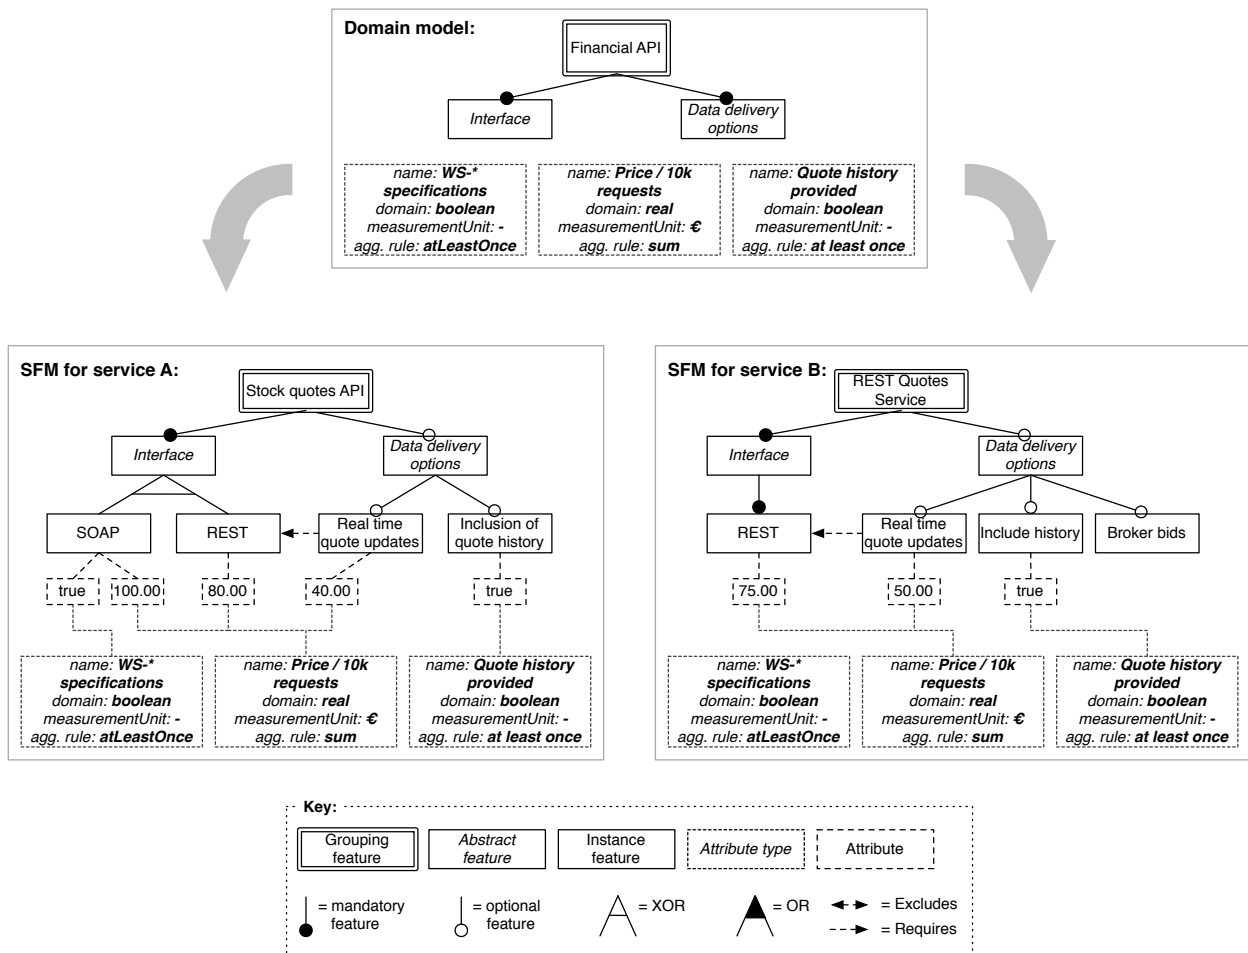 Domain model:
Financial API
Interface
Data delivery
options
name: WS-*
specifications
domain: boolean
measurementUnit: -
agg. rule: atLeastOnce
name: Price / 10k
requests
domain: real
measurementUnit: €
agg. rule: sum
name: Quote history
provided
domain: boolean
measurementUnit: -
agg. rule: at least once
SFM for service A:
Stock quotes API
Interface
Data delivery
options
SOAP
REST
Real time
quote updates
Inclusion of
quote history
true
100.00
80.00
40.00
true
name: WS-*
specifications
domain: boolean
measurementUnit: -
agg. rule: atLeastOnce
name: Price / 10k
requests
domain: real
measurementUnit: €
agg. rule: sum
name: Quote history
provided
domain: boolean
measurementUnit: -
agg. rule: at least once
SFM for service B:
REST Quotes
Service
Interface
Data delivery
options
REST
Real time
quote updates
Include history
Broker bids
75.00
50.00
true
name: WS-*
specifications
domain: boolean
measurementUnit: -
agg. rule: atLeastOnce
name: Price / 10k
requests
domain: real
measurementUnit: €
agg. rule: sum
name: Quote history
provided
domain: boolean
measurementUnit: -
agg. rule: at least once
Key:
Grouping
feature
Abstract
feature
Instance
feature
Attribute type
Attribute
= mandatory
feature
= optional
feature
= XOR
= OR
= Excludes
= Requires